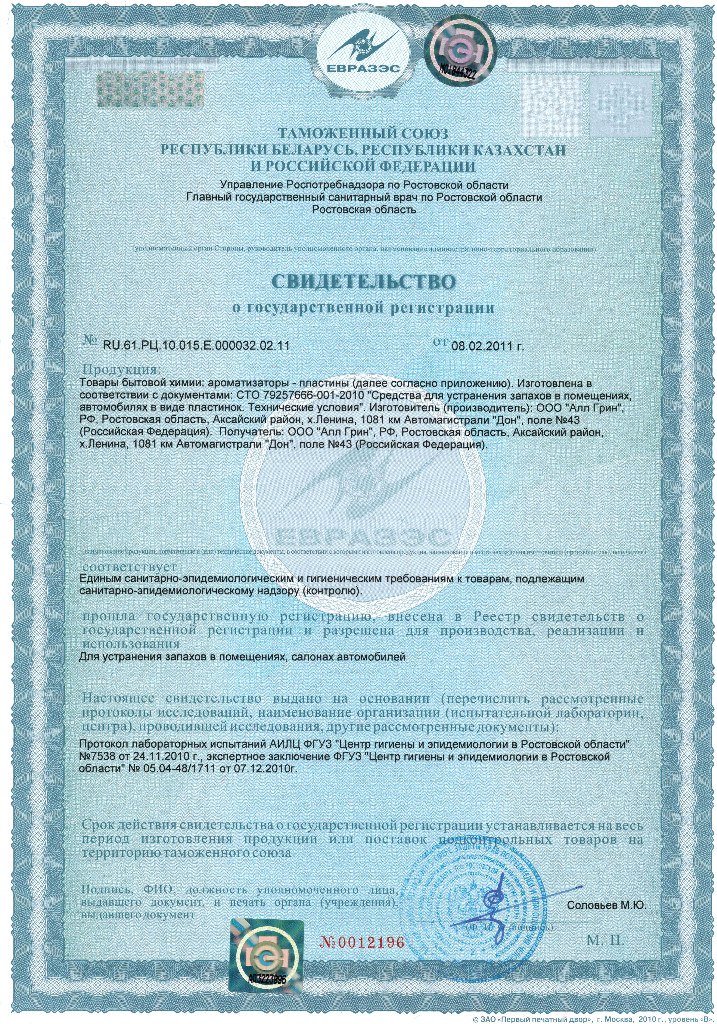 ЕВРАЗЭС
ТАМОЖЕННЫЙ СОЮЗ
РЕСПУБЛИКИ БЕЛАРУСЬ, РЕСПУБЛИКИ КАЗАХСТАН
И РОССИЙСКОЙ ФЕДЕРАЦИИ
Управление Роспотребнадзора по Ростовской области
Главный государственный санитарный врач по Ростовской области
Ростовская область
уполномоченный орган Стороны, руководитель уполномоченного органа, наименование административно-территориального образования)
СВИДЕТЕЛЬСТВО
о государственной регистрации
№ RU.61.РЦ.10.015.Е.000032.02.11 от 08.02.2011 г.
Продукция:
Товары бытовой химии: ароматизаторы - пластины (далее согласно приложению). Изготовлена в
соответствии с документами: СТО 79257666-001-2010 "Средства для устранения запахов в помещениях,
автомобилях в виде пластинок. Технические условия". Изготовитель (производитель): ООО "Алл Грин",
РФ, Ростовская область, Аксайский район, х.Ленина, 1081 км Автомагистрали "Дон", поле №43
(Российская Федерация). Получатель: ООО "Алл Грин", РФ, Ростовская область, Аксайский район,
х.Ленина, 1081 км Автомагистрали "Дон", поле №43 (Российская Федерация).
ЕВРАЗЭС
соответствует
Единым санитарно-эпидемиологическим и гигиеническим требованиям к товарам, подлежащим
санитарно-эпидемиологическому надзору (контролю).
прошла государственную регистрацию, внесена в Реестр свидетельств о
государственной регистрации и разрешена для производства, реализации и
использования
Для устранения запахов в помещениях, салонах автомобилей
Настоящее свидетельство выдано на основании (перечислить рассмотренные
протоколы исследований, наименование организации (испытательной лаборатории,
центра), проводившей исследования, другие рассмотренные документы):
Протокол лабораторных испытаний АИЛЦ ФГУЗ "Центр гигиены и эпидемиологии в Ростовской области"
№7538 от 24.11.2010 г., экспертное заключение ФГУЗ "Центр гигиены и эпидемиологии в Ростовской
области" № 05.04-48/1711 от 07.12.2010г.
Срок действия свидетельства о государственной регистрации устанавливается на весь
период изготовления продукции или поставок подконтрольных товаров на
территорию таможенного союза
Подпись, ФИО, должность уполномоченного лица,
выдавшего документ, и печать органа (учреждения),
выдавшего документ
Соловьев М.Ю.
№0012196
М. П.
© ЗАО «Первый печатный двор», г. Москва, 2010 г., уровень «В».